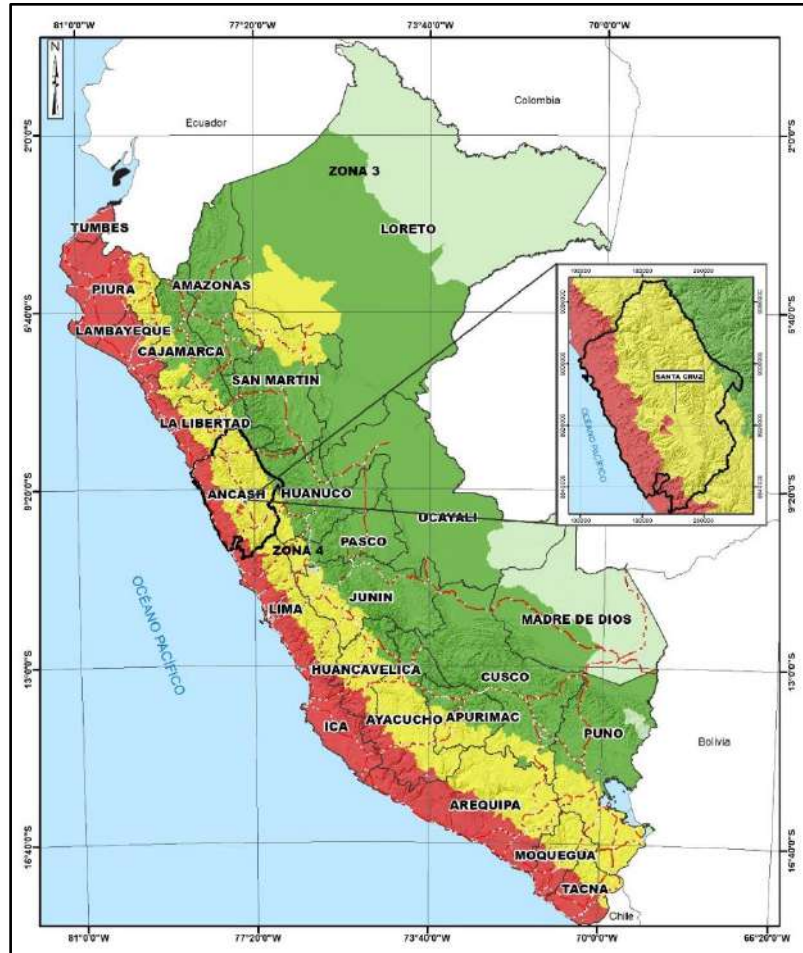 81°0'0"W 77°20'0"W 73°40'0"W 70°0'0"W
N
Colombia
Ecuador
2°0'0"S 2°0'0"S
ZONA 3
LORETO
TUMBES
AMAZONAS
PIURA
5°40'0"S 5°40'0"S
LAMBAYEQUE
CAJAMARCA
SAN MARTIN
SANTA CRUZ
OCÉANO PACÍFICO
LA LIBERTAD
9°20'0"S 9°20'0"S
ANCASH HUANUCO
UCAYALI
PASCO
ZONA 4
OCÉANO PACÍFICO
JUNIN
LIMA
MADRE DE DIOS
13°0'0"S 13°0'0"S
HUANCAVELICA
CUSCO
ICA
AYACUCHO
APURIMAC
PUNO
Bolivia
AREQUIPA
16°40'0"S 16°40'0"S
MOQUEGUA
TACNA
Chile
81°0'0"W 77°20'0"W 73°40'0"W 70°0'0"W 66°20'0"W